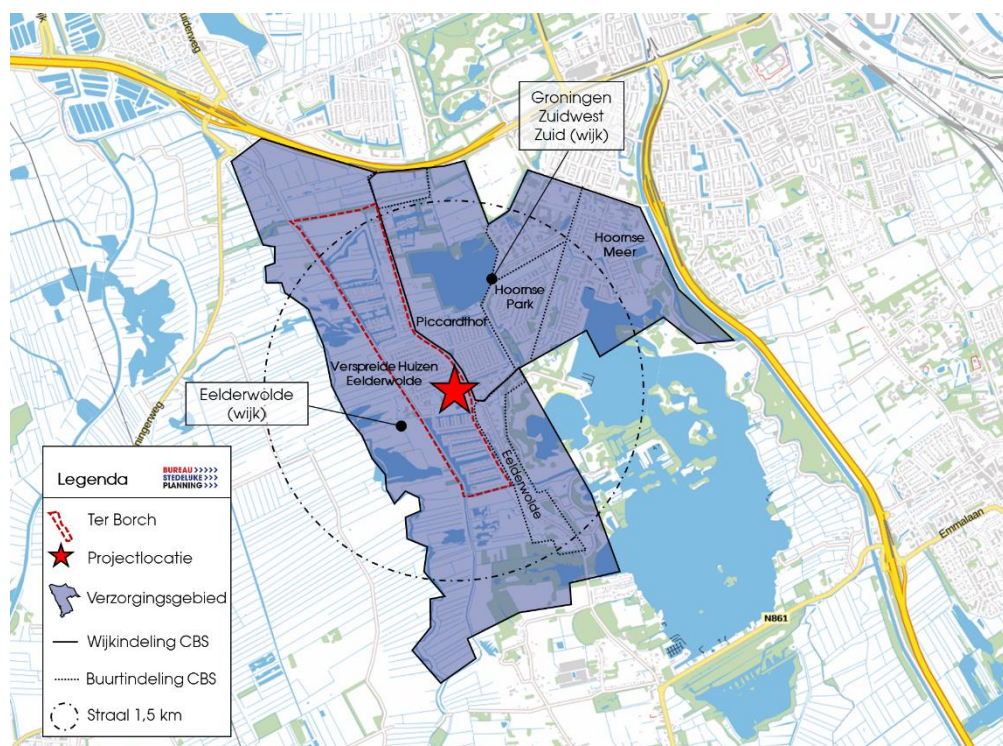 Groningen
Zuidwest
Zuid (wijk)
Hoornse
Meer
Hoornse
Park
Piccardthof
Verspreide Huizen
Eelderwolde
Eelderwolde
(wijk)
Eelderwolde
Emmalaan
N861
Legenda
BUREAU >>>>>
STEDELIJKE >>>
PLANNING >>>
Ter Borch
Projectlocatie
Verzorgingsgebied
Wijkindeling CBS
Buurtindeling CBS
Straal 1,5 km